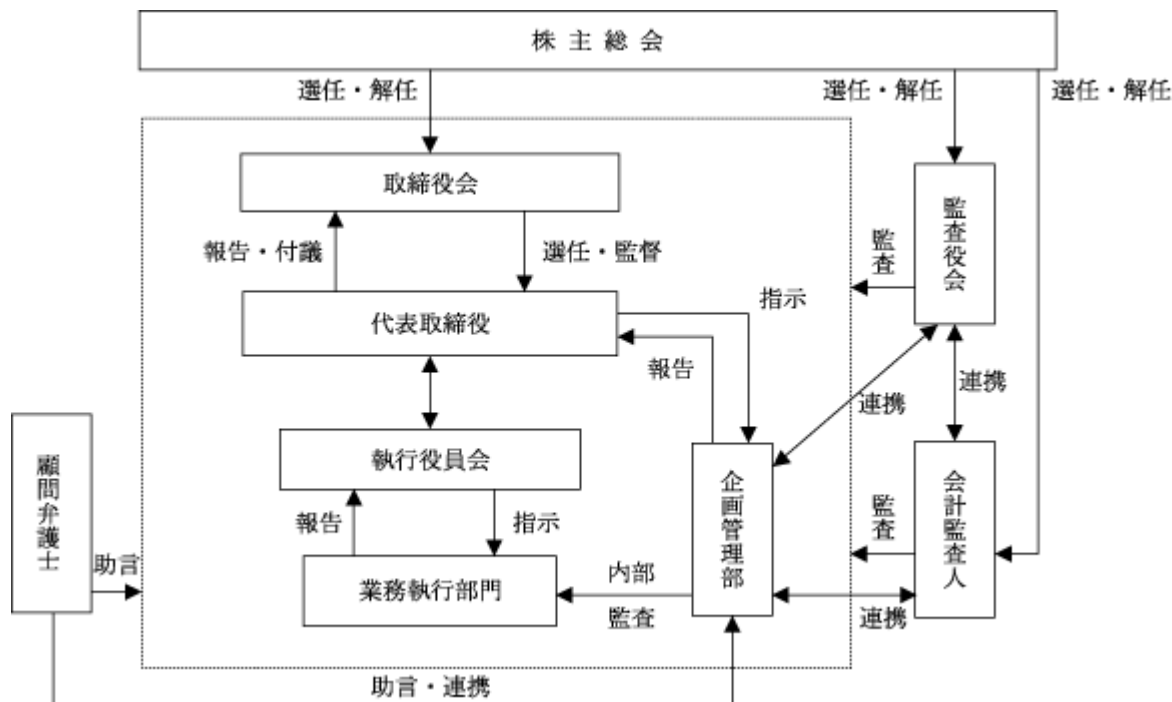 株主総会
選任・解任
選任・解任
選任・解任
取締役会
監査役会
報告・付議
選任・監督
監査
代表取締役
指示
報告
連携
連携
顧問弁護士
執行役員会
企画管理部
会計監査人
報告
指示
監査
助言
業務執行部門
内部
監査
連携
助言・連携